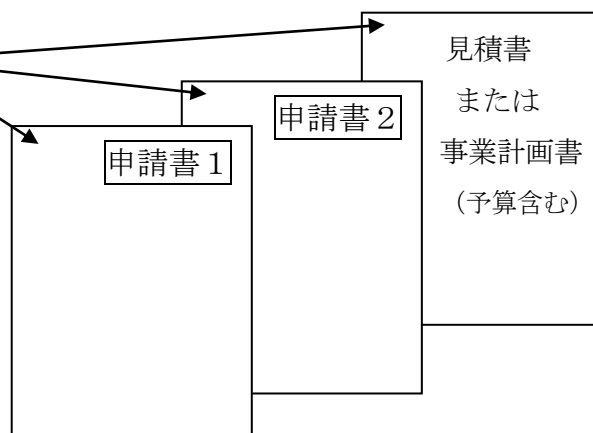 見積書
または
事業計画書
（予算含む）
申請書２
申請書１